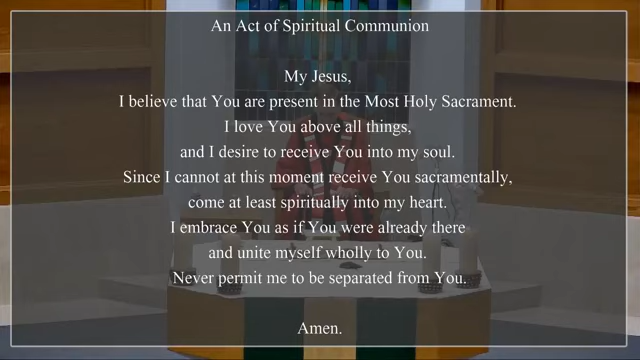 An Act of Spiritual Communion
My Jesus,
I believe that You are present in the Most Holy Sacrament.
I love You above all things,
and I desire to receive You into my soul.
Since I cannot at this moment receive You sacramentally,
come at least spiritually into my heart.
I embrace You as if You were already there
and unite myself wholly to You.
Never permit me to be separated from You.
Amen.